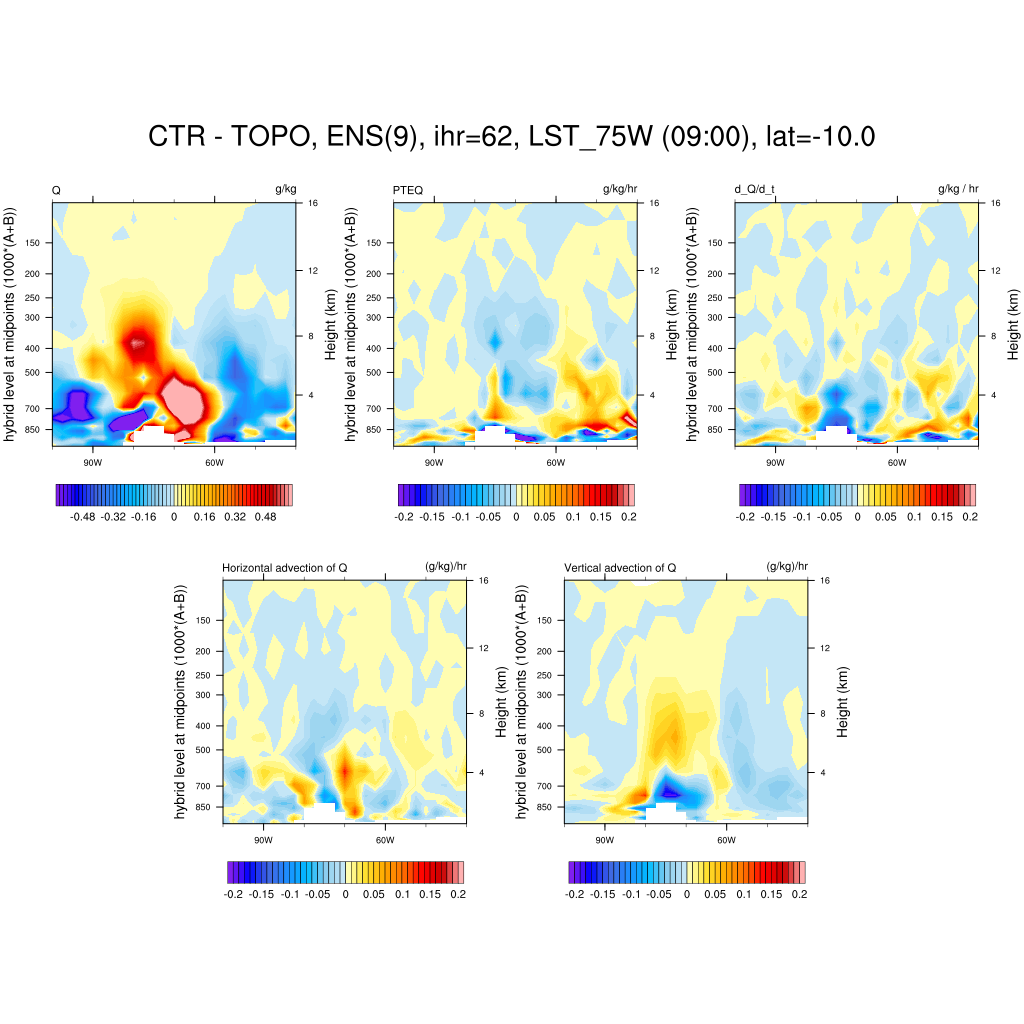 CTR - TOPO, ENS(9), ihr=62, LST_75W (09:00), lat=-10.0
Q g/kg
hybrid level at midpoints (1000*(A+B))
150
200
250
300
400
500
700
850
16
12
8
4
Height (km)
90W 60W
-0.48 -0.32 -0.16 0 0.16 0.32 0.48
PTEQ g/kg/hr
hybrid level at midpoints (1000*(A+B))
150
200
250
300
400
500
700
850
16
12
8
4
Height (km)
90W 60W
-0.2 -0.15 -0.1 -0.05 0 0.05 0.1 0.15 0.2
d_Q/d_t g/kg / hr
hybrid level at midpoints (1000*(A+B))
150
200
250
300
400
500
700
850
16
12
8
4
Height (km)
90W 60W
-0.2 -0.15 -0.1 -0.05 0 0.05 0.1 0.15 0.2
Horizontal advection of Q (g/kg)/hr
hybrid level at midpoints (1000*(A+B))
150
200
250
300
400
500
700
850
16
12
8
4
Height (km)
90W 60W
-0.2 -0.15 -0.1 -0.05 0 0.05 0.1 0.15 0.2
Vertical advection of Q (g/kg)/hr
hybrid level at midpoints (1000*(A+B))
150
200
250
300
400
500
700
850
16
12
8
4
Height (km)
90W 60W
-0.2 -0.15 -0.1 -0.05 0 0.05 0.1 0.15 0.2